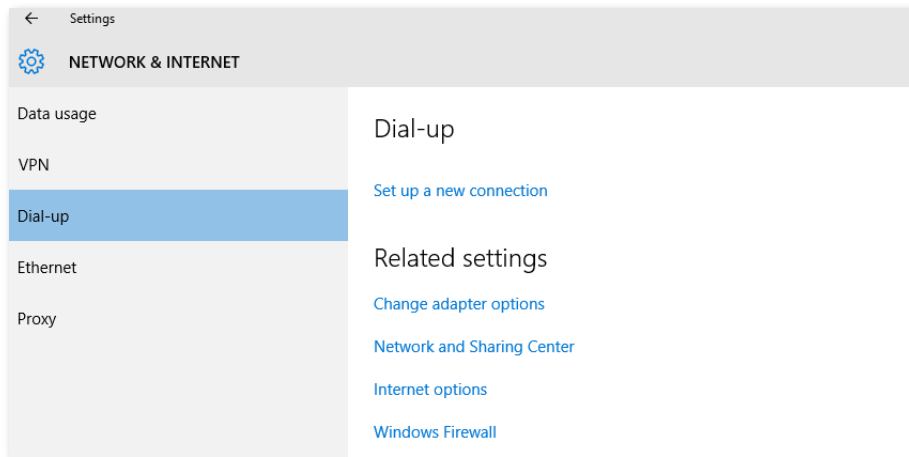 Settings
NETWORK & INTERNET
Data usage
VPN
Dial-up
Ethernet
Proxy
Dial-up
Set up a new connection
Related settings
Change adapter options
Network and Sharing Center
Internet options
Windows Firewall